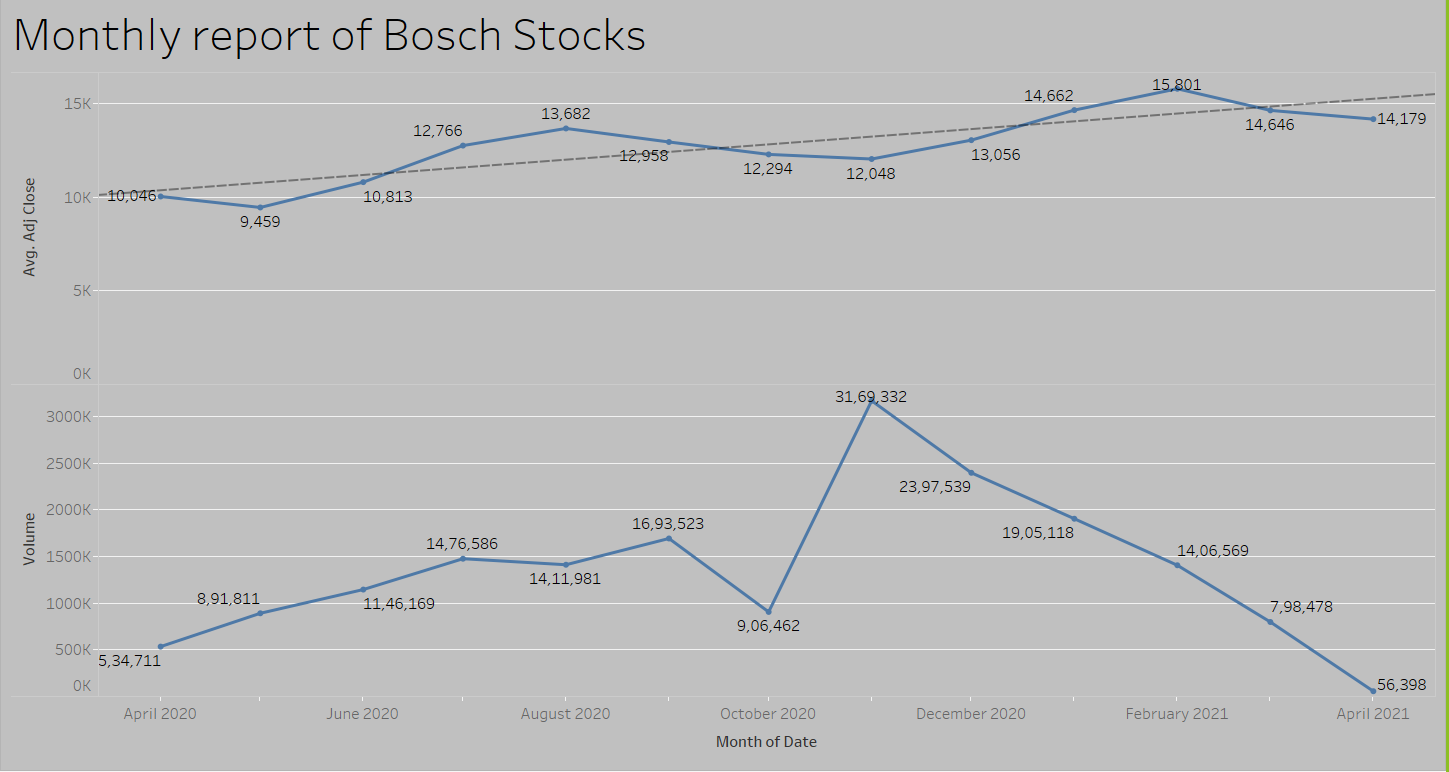 Monthly report of Bosch Stocks
Avg. Adj Close
15K
10K
5K
0K
10,046
9,459
10,813
12,766
13,682
12,958
12,294
12,048
13,056
14,662
15,801
14,646
14,179
Volume
3000K
2500K
2000K
1500K
1000K
500K
0K
5,34,711
8,91,811
11,46,169
14,76,586
14,11,981
16,93,523
9,06,462
31,69,332
23,97,539
19,05,118
14,06,569
7,98,478
56,398
April 2020
June 2020
August 2020
October 2020
December 2020
February 2021
April 2021
Month of Date